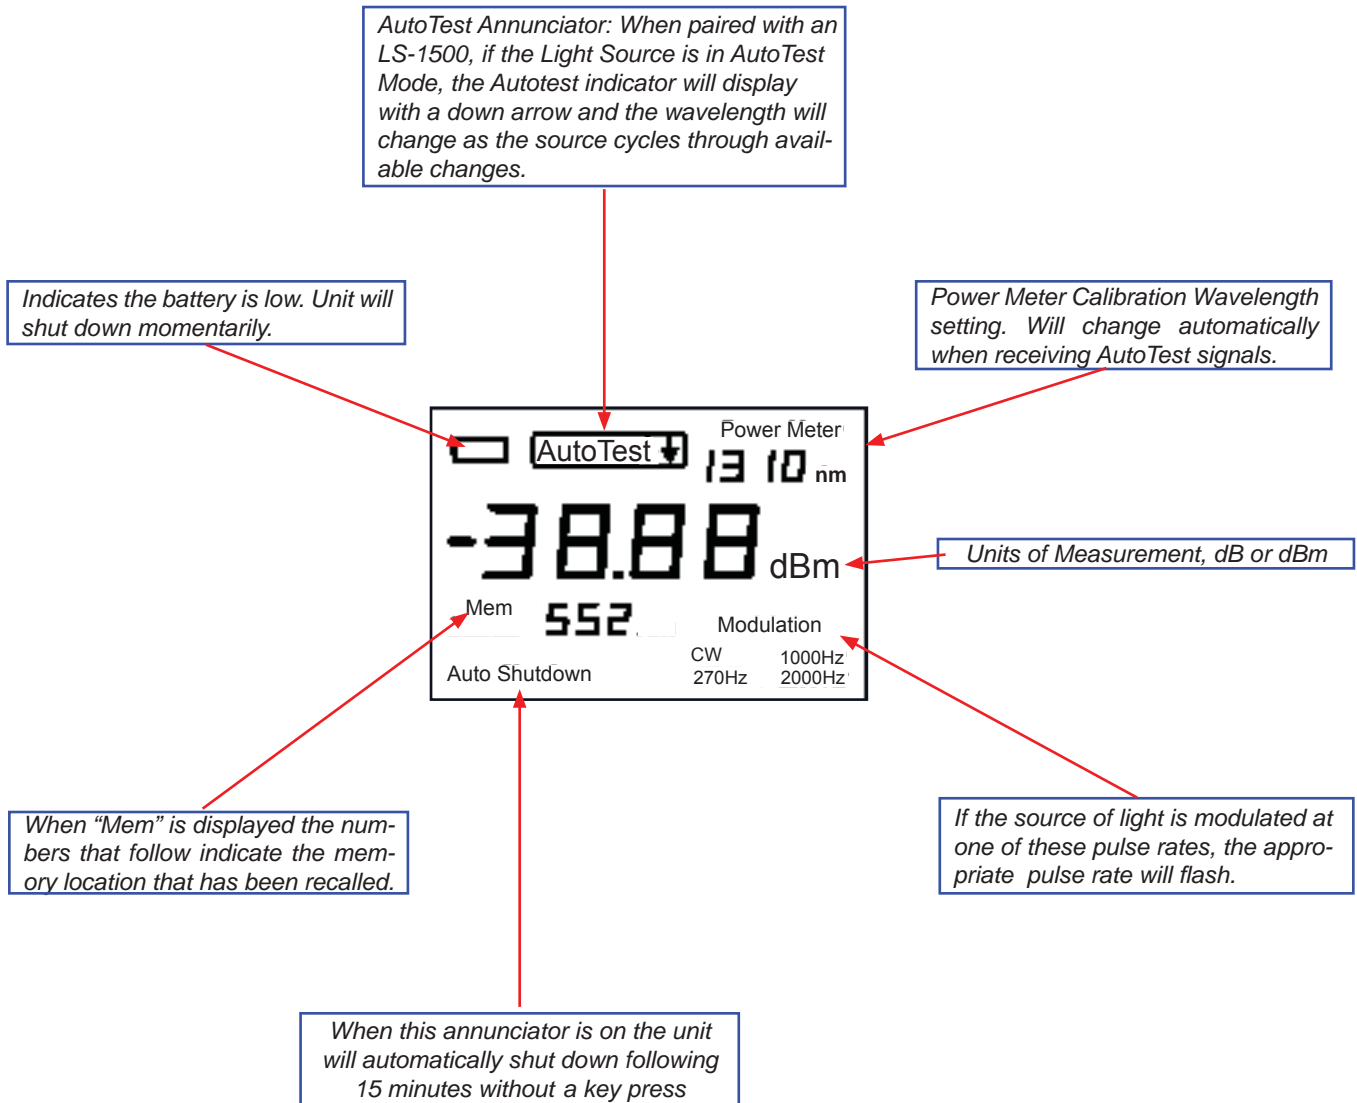 AutoTest Annunciator: When paired with an
LS-1500, if the Light Source is in AutoTest
Mode, the Autotest indicator will display
with a down arrow and the wavelength will
change as the source cycles through avail-
able changes.
Indicates the battery is low. Unit will
shut down momentarily.
Power Meter Calibration Wavelength
setting. Will change automatically
when receiving AutoTest signals.
AutoTest
Power Meter
1310 nm
-38.88 dBm
Units of Measurement, dB or dBm
Mem 552
Modulation
CW 1000Hz
270Hz 2000Hz
Auto Shutdown
When “Mem” is displayed the num-
bers that follow indicate the mem-
ory location that has been recalled.
If the source of light is modulated at
one of these pulse rates, the appro-
priate pulse rate will flash.
When this annunciator is on the unit
will automatically shut down following
15 minutes without a key press